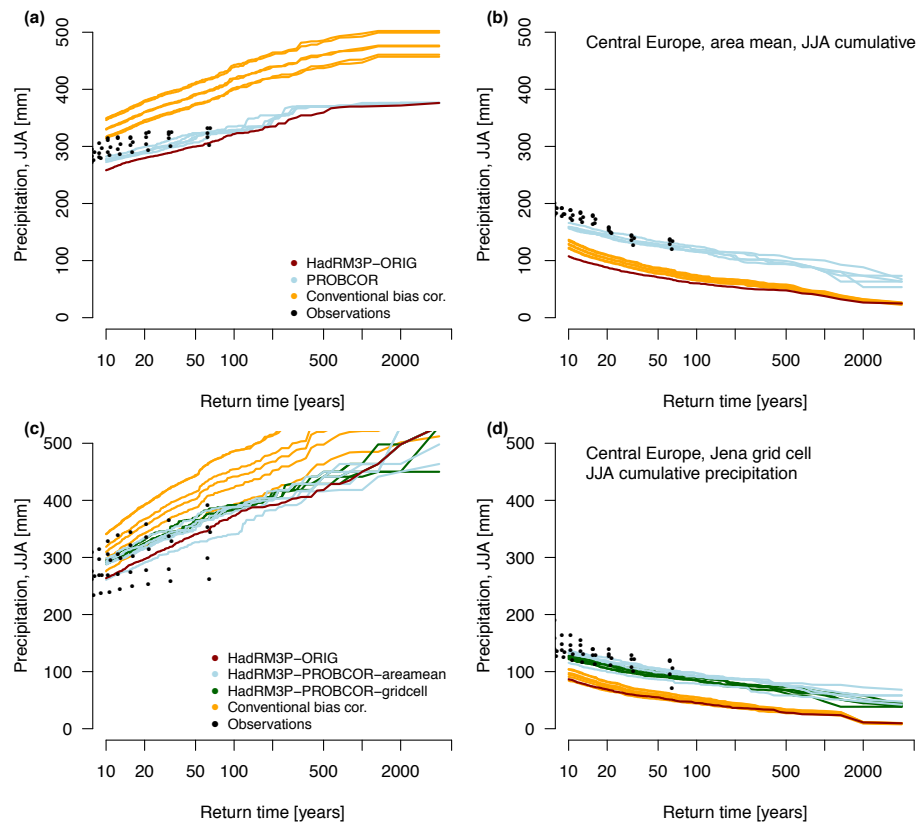 (a)
Precipitation, JJA [mm]
500
400
300
200
100
0
HadRM3P−ORIG
PROBCOR
Conventional bias cor.
Observations
10 20 50 100 500 2000
Return time [years]
(b)
Central Europe, area mean, JJA cumulative
Precipitation, JJA [mm]
500
400
300
200
100
0
10 20 50 100 500 2000
Return time [years]
(c)
Precipitation, JJA [mm]
500
400
300
200
100
0
HadRM3P−ORIG
HadRM3P−PROBCOR−areamean
HadRM3P−PROBCOR−gridcell
Conventional bias cor.
Observations
10 20 50 100 500 2000
Return time [years]
(d)
Central Europe, Jena grid cell
JJA cumulative precipitation
Precipitation, JJA [mm]
500
400
300
200
100
0
10 20 50 100 500 2000
Return time [years]